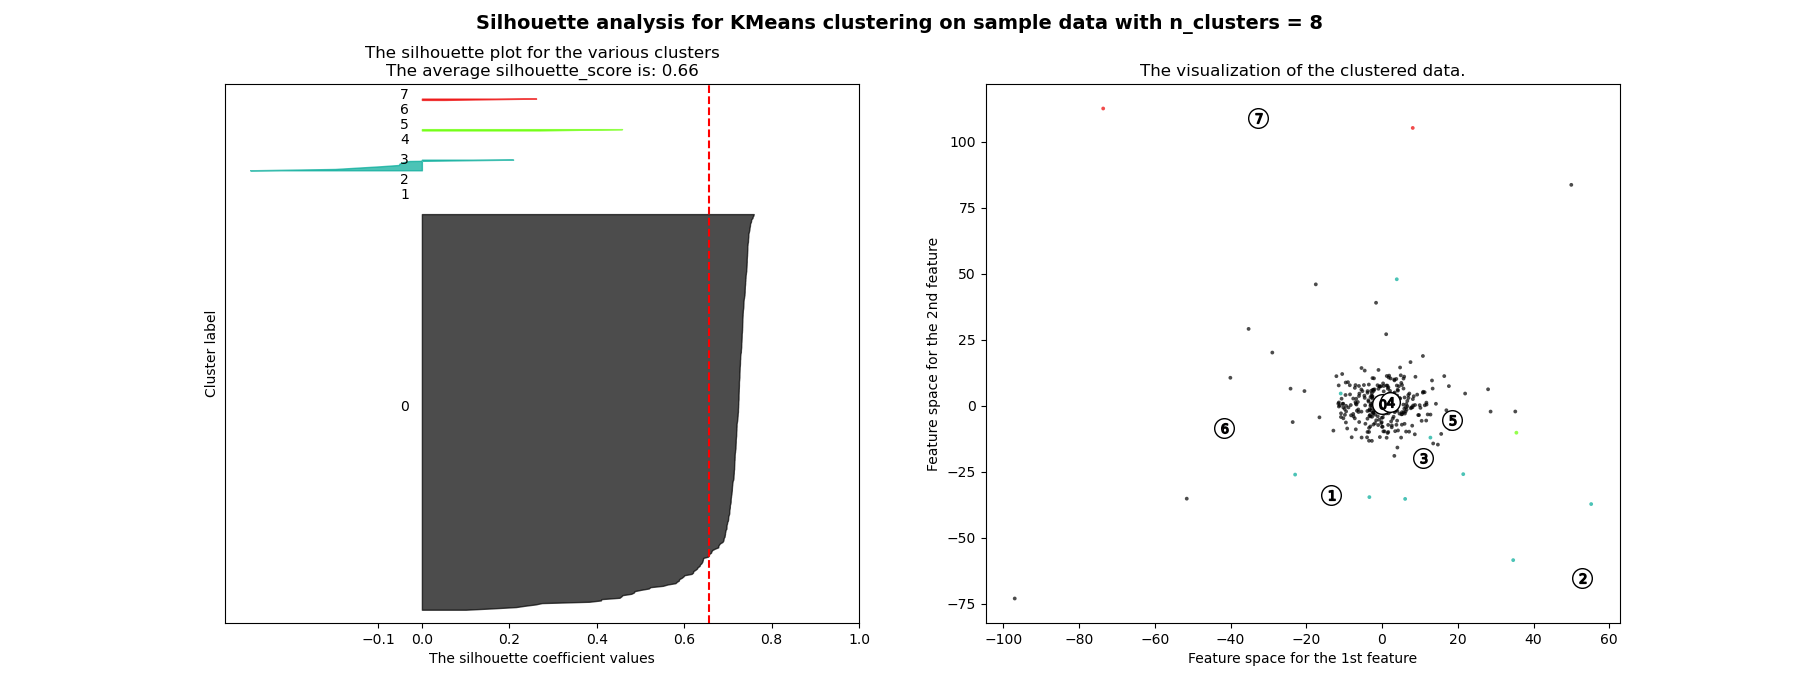 Silhouette analysis for KMeans clustering on sample data with n_clusters = 8
The silhouette plot for the various clusters
The average silhouette_score is: 0.66
7
6
5
4
3
2
1
0
Cluster label
−0.1 0.0 0.2 0.4 0.6 0.8 1.0
The silhouette coefficient values
The visualization of the clustered data.
Feature space for the 2nd feature
100
75
50
25
0
−25
−50
−75
7
0 4
5
6
3
1
2
−100 −80 −60 −40 −20 0 20 40 60
Feature space for the 1st feature